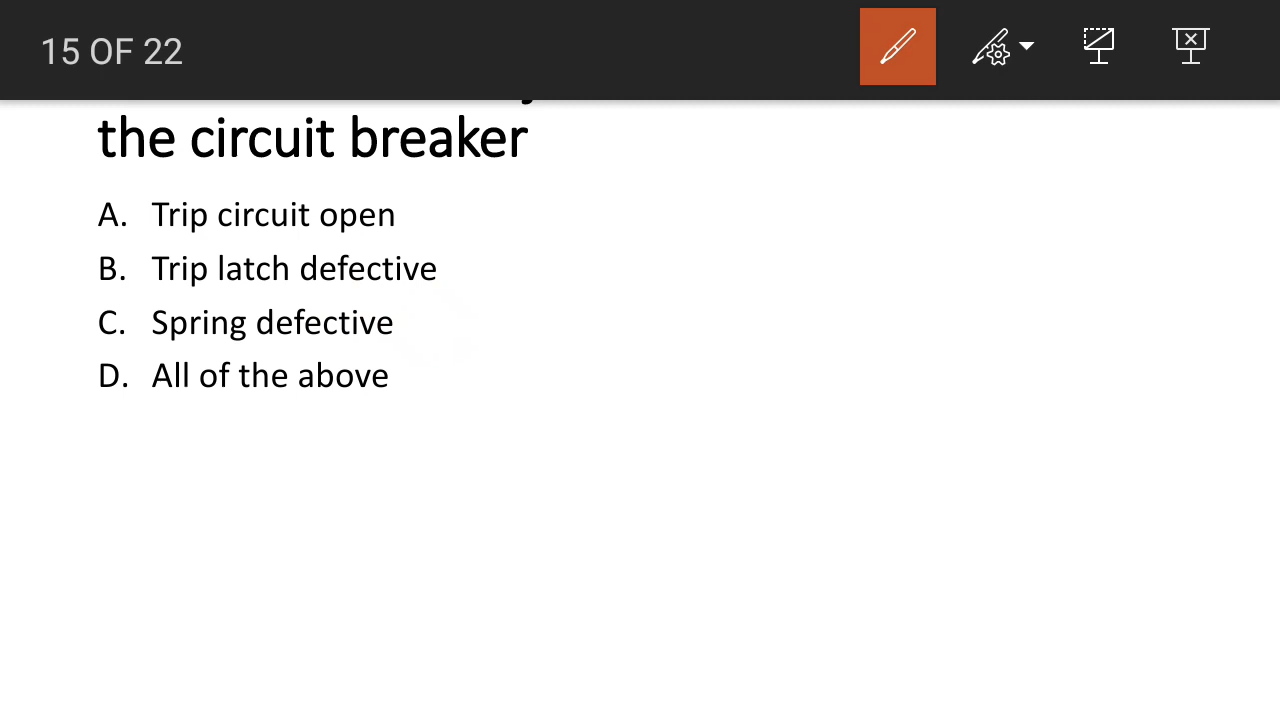 15 OF 22
the circuit breaker
A. Trip circuit open
B. Trip latch defective
C. Spring defective
D. All of the above